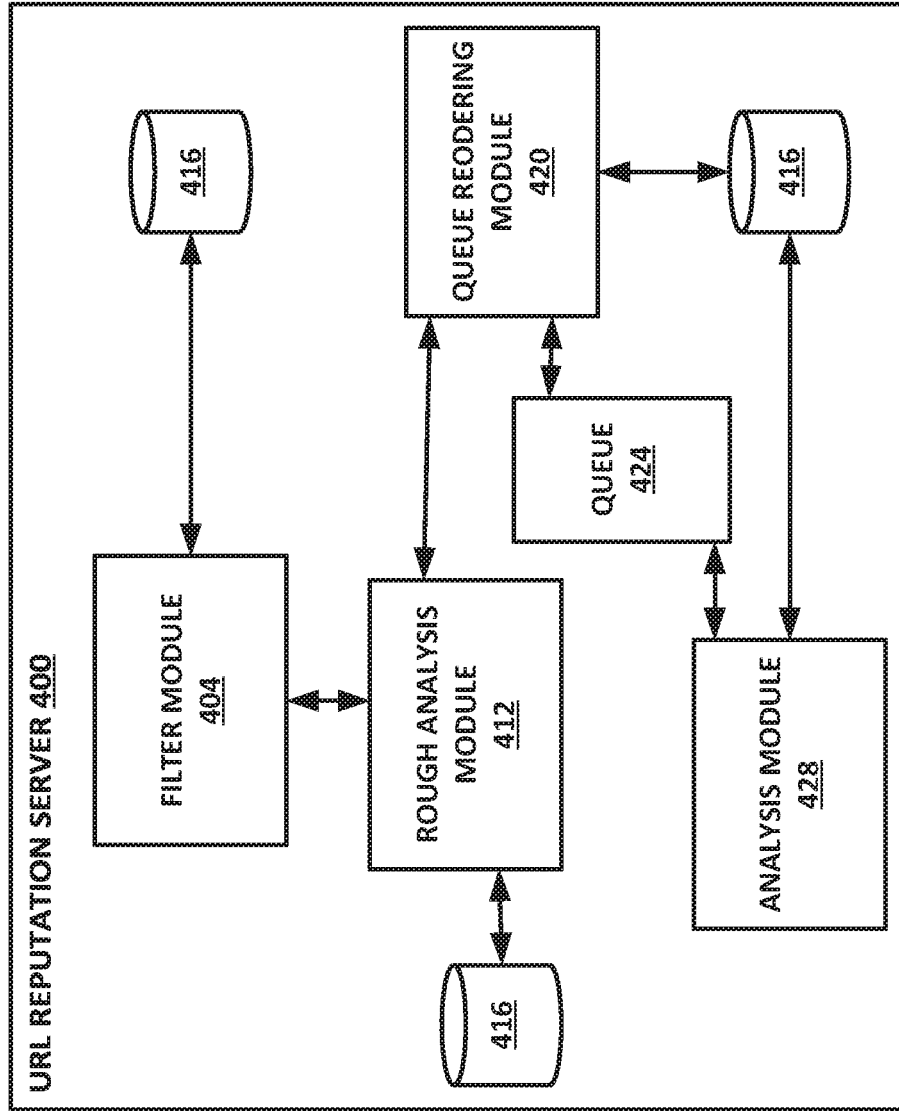 URL REPUTATION SERVER 400
FILTER MODULE
404
416
ROUGH ANALYSIS
MODULE
412
416
QUEUE REODERING
MODULE
420
QUEUE
424
ANALYSIS MODULE
428
416